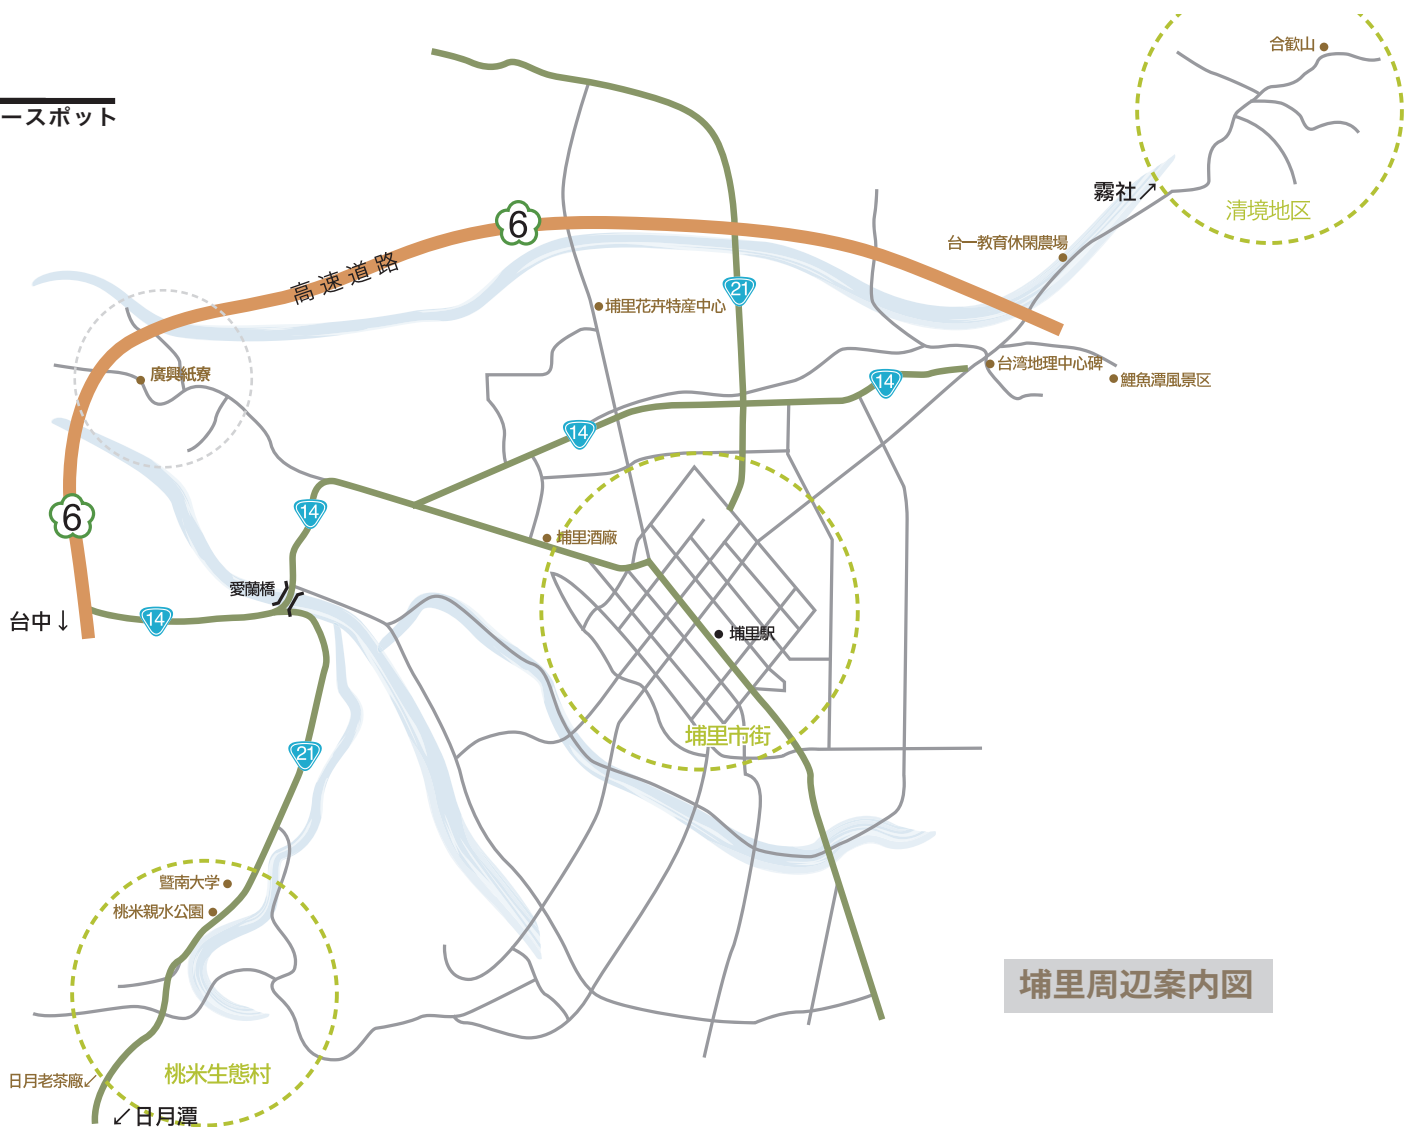 合歓山
ースポット
霧社↗
清境地区
6
台一教育休閑農場
高速道路
21
埔里花卉特産中心
台湾地理中心碑
廣興紙寮
14
鯉魚潭風景区
14
6
14
埔里酒廠
愛蘭橋
台中↓
14
埔里駅
埔里市街
21
暨南大学
桃米親水公園
埔里周辺案内図
桃米生態村
日月老茶廠↙
↙日月潭